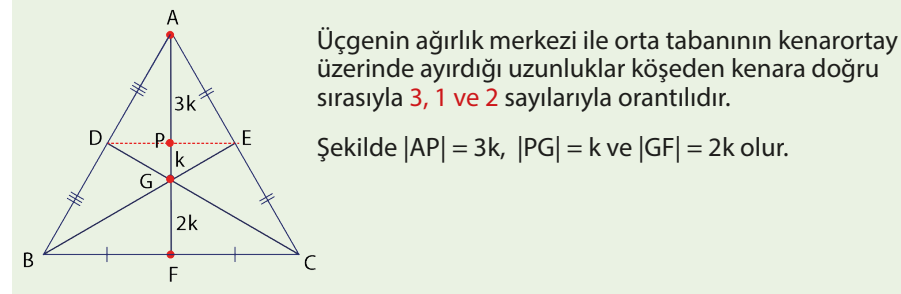 A
3k
D
P
E
k
G
2k
B
F
C
Üçgenin ağırlık merkezi ile orta tabanının kenarortay
üzerinde ayırdığı uzunluklar köşeden kenara doğru
sırasıyla 3, 1 ve 2 sayılarıyla orantılıdır.
Şekilde |AP| = 3k, |PG| = k ve |GF| = 2k olur.